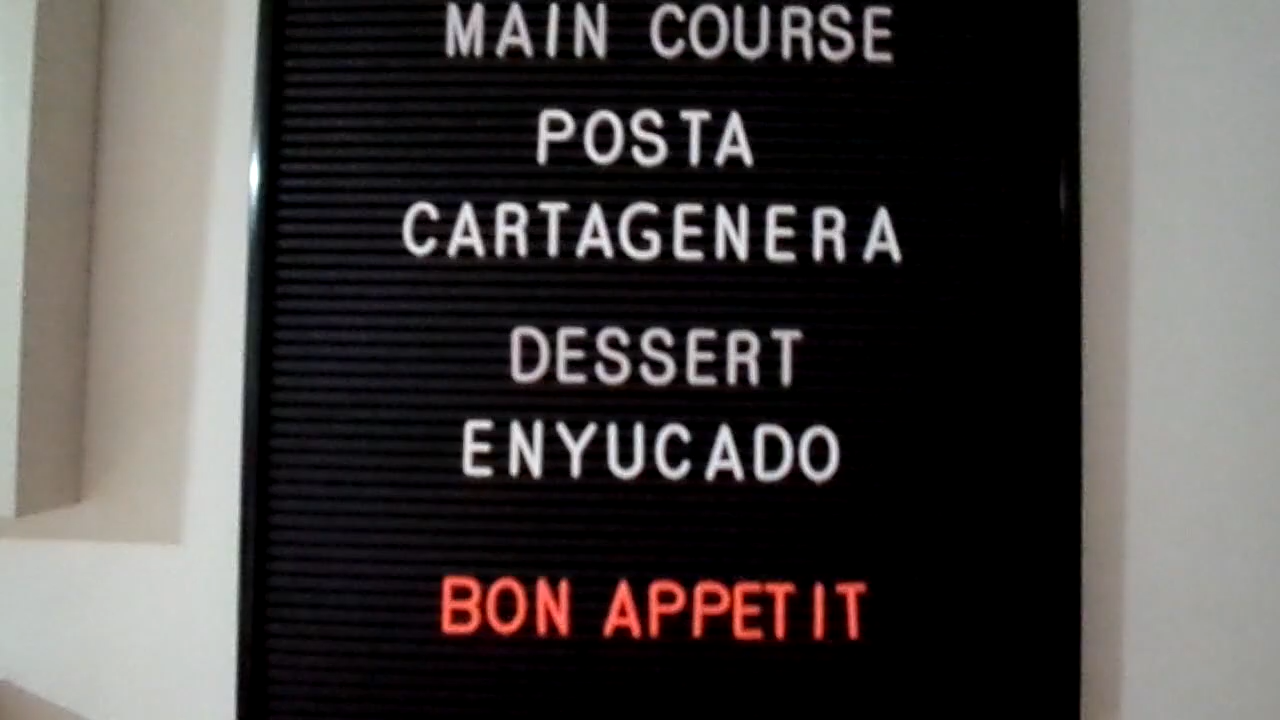 MAIN COURSE
POSTA
CARTAGENERA
DESSERT
ENYUCADO
BON APPETIT